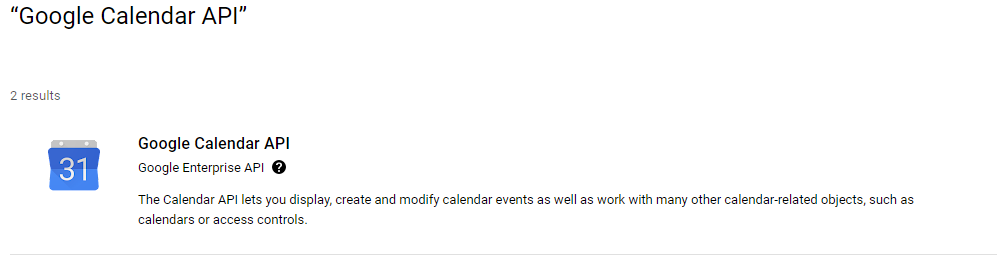 “Google Calendar API”
2 results
31
Google Calendar API
Google Enterprise API ?
The Calendar API lets you display, create and modify calendar events as well as work with many other calendar-related objects, such as
calendars or access controls.